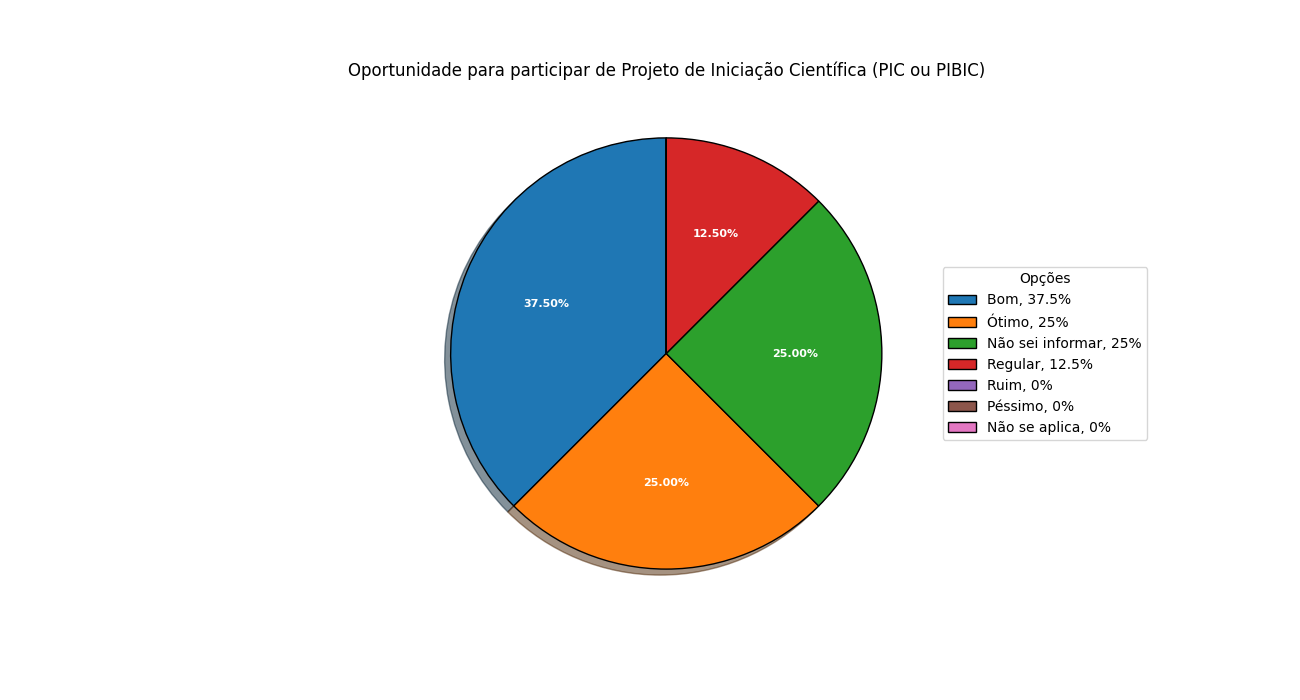 Oportunidade para participar de Projeto de Iniciação Científica (PIC ou PIBIC)
12.50%
37.50%
25.00%
25.00%
Opções
Bom, 37.5%
Ótimo, 25%
Não sei informar, 25%
Regular, 12.5%
Ruim, 0%
Péssimo, 0%
Não se aplica, 0%